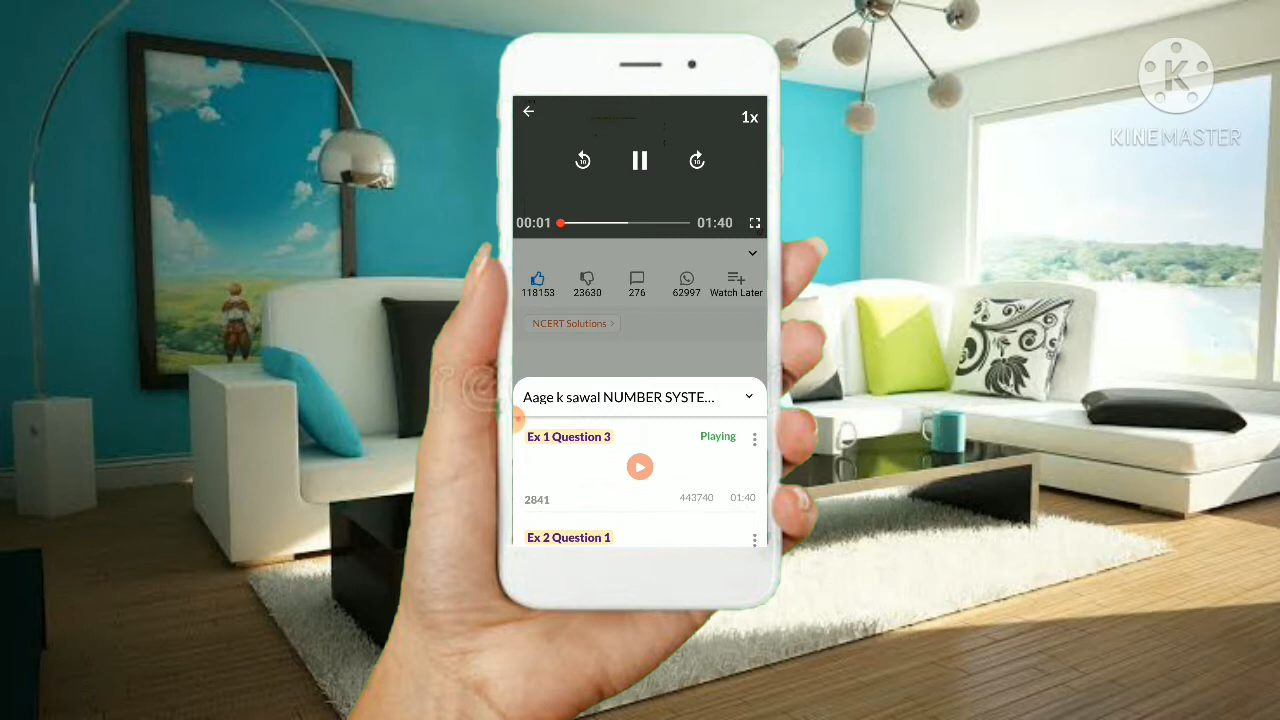 KINEMASTER
1x
00:01 01:40
118153 23630 276 62997 Watch Later
NCERT Solutions >
Aage k sawal NUMBER SYSTE...
Ex 1 Question 3 Playing
2841 443740 01:40
Ex 2 Question 1